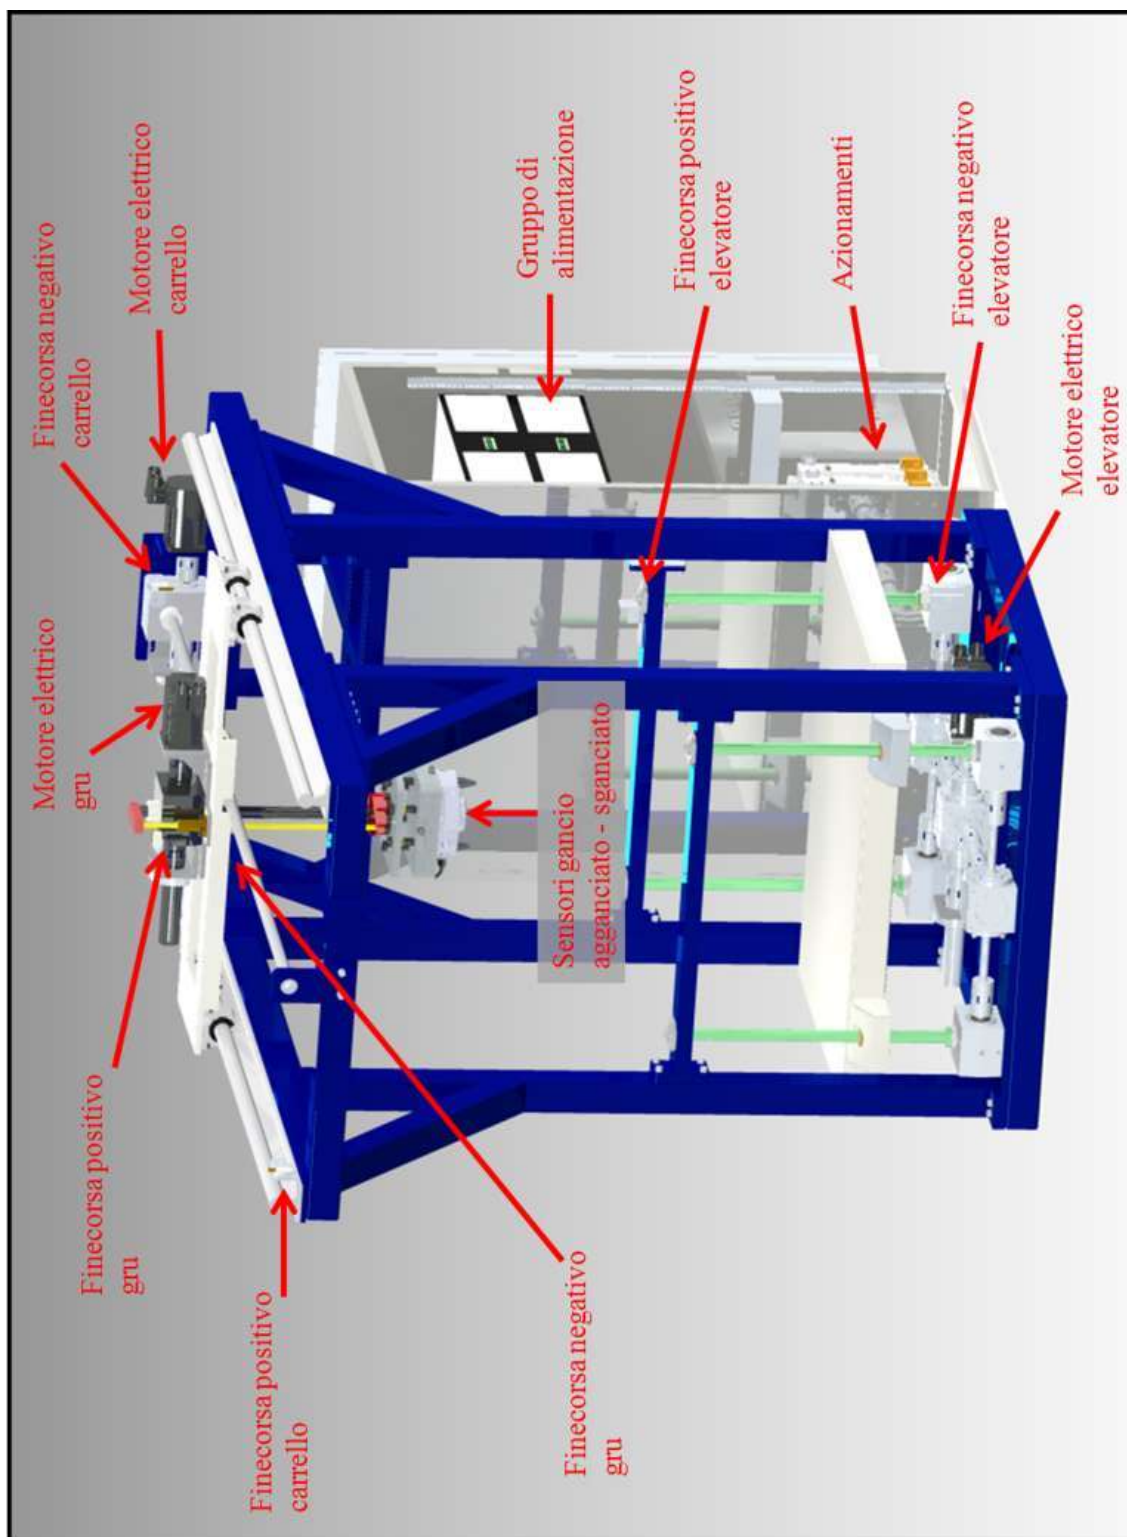 Finecorsa negativo
carrello
Motore elettrico
carrello
Motore elettrico
gru
Finecorsa positivo
gru
Finecorsa positivo
carrello
Finecorsa negativo
gru
Sensori gancio
agganciato - sganciato
Gruppo di
alimentazione
Finecorsa positivo
elevatore
Azionamenti
Finecorsa negativo
elevatore
Motore elettrico
elevatore